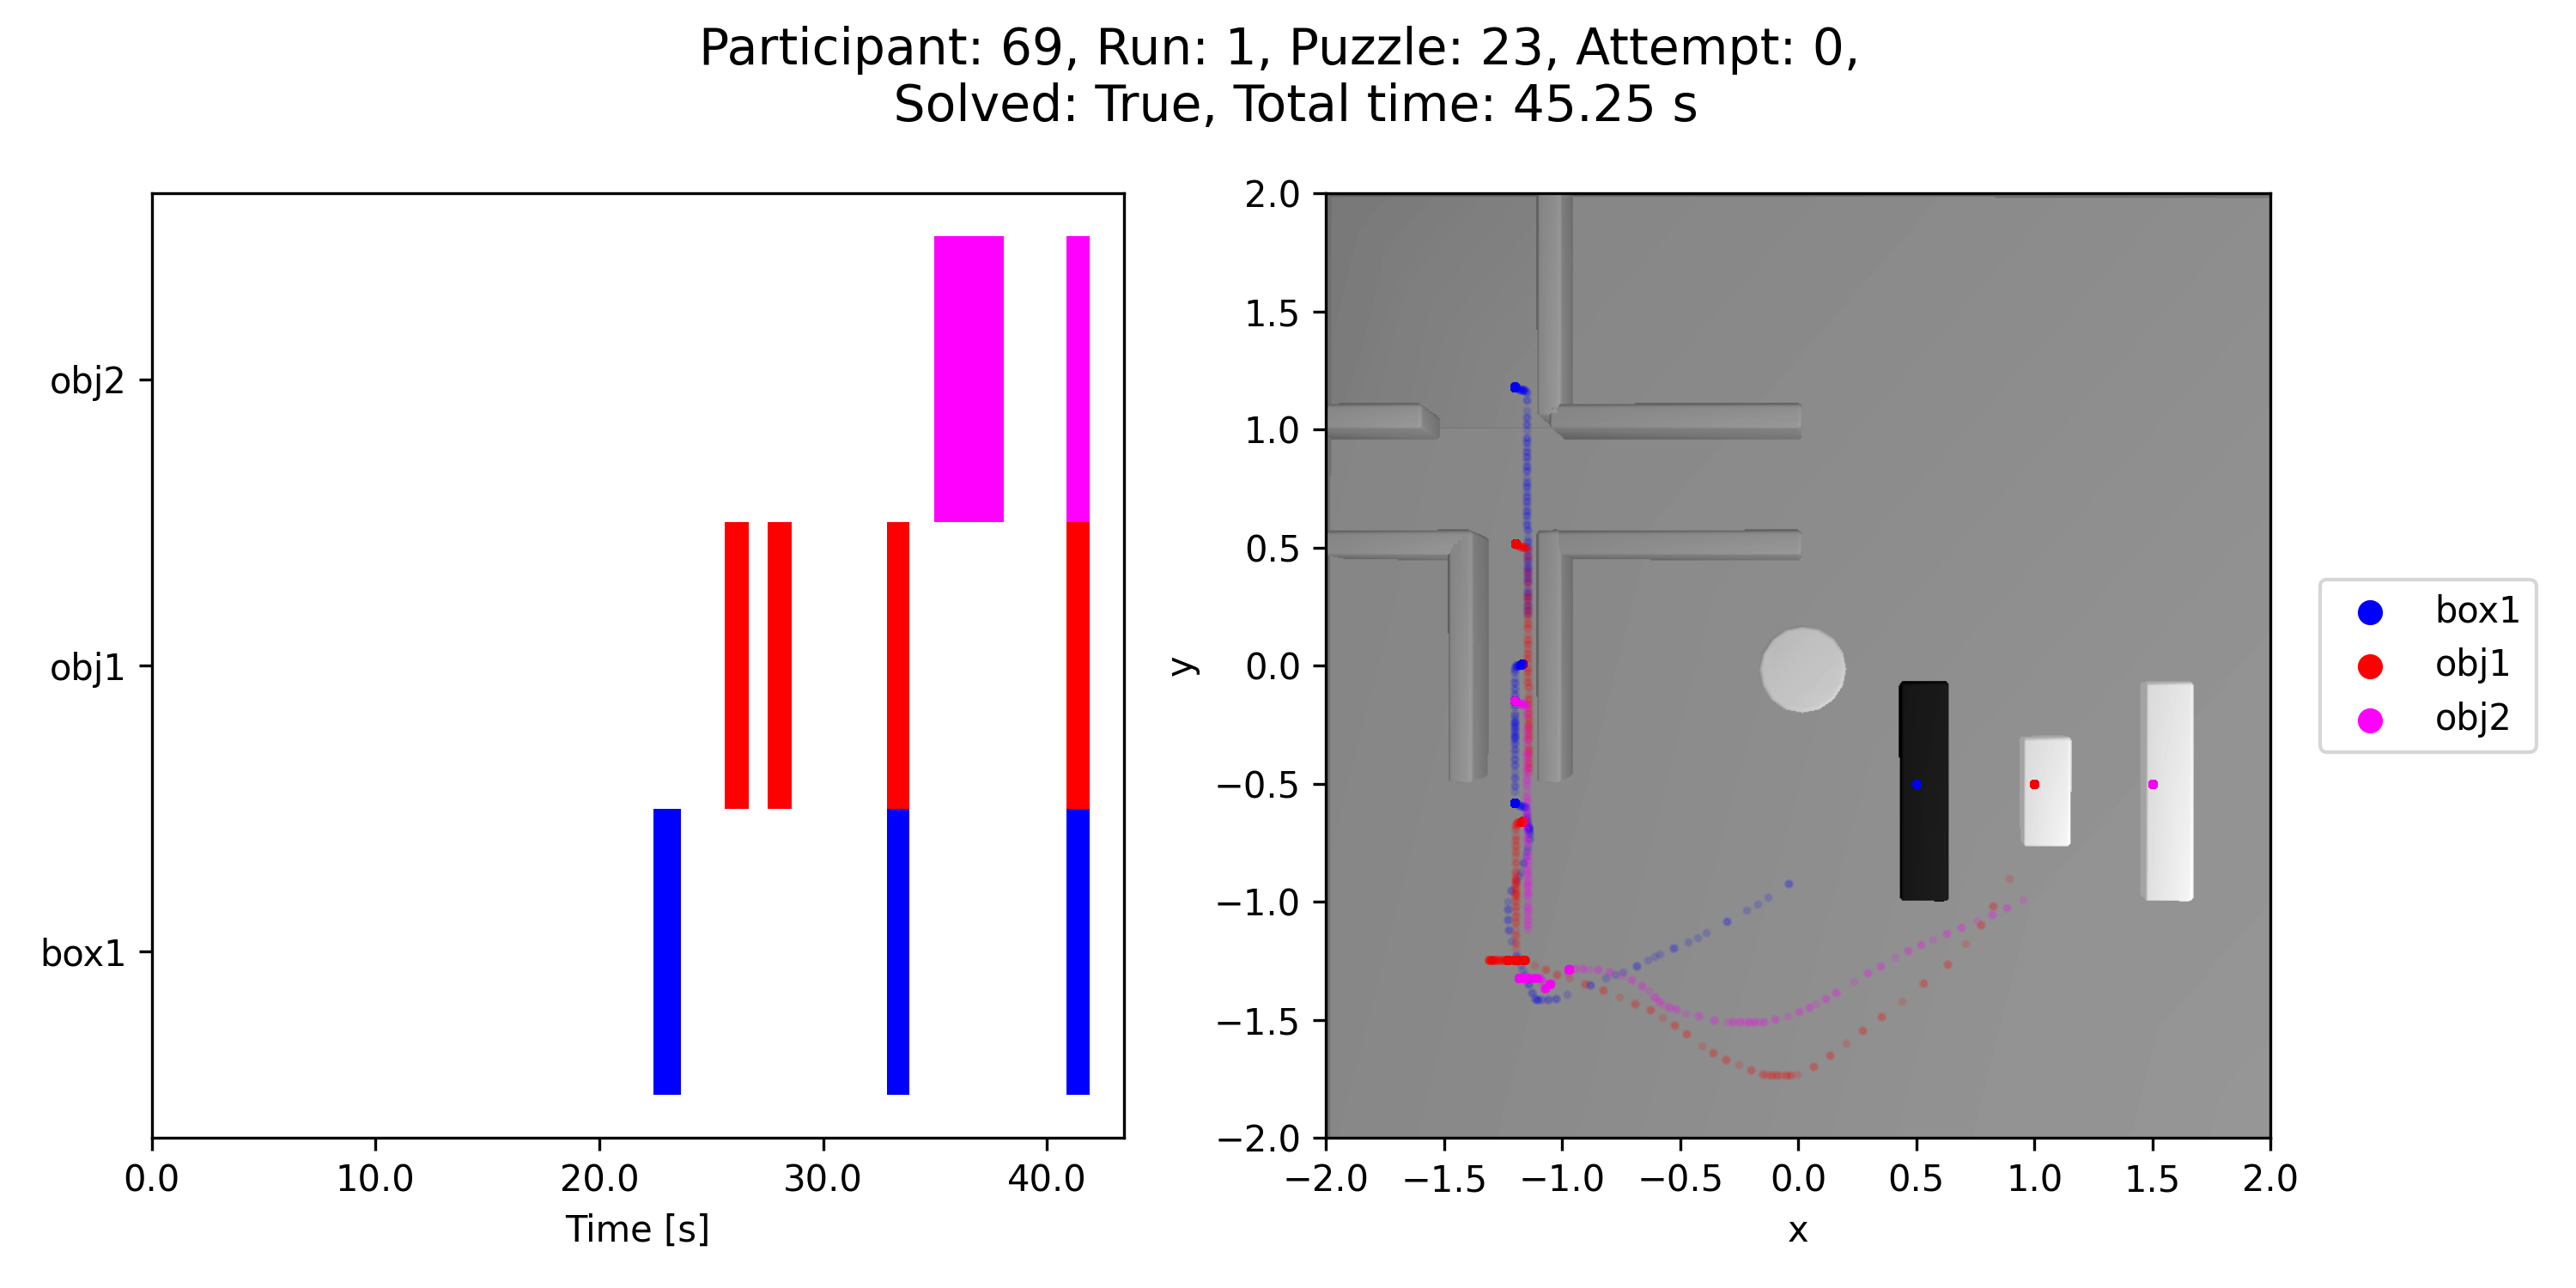 Participant: 69, Run: 1, Puzzle: 23, Attempt: 0,
Solved: True, Total time: 45.25 s
obj2
obj1
box1
0.0 10.0 20.0 30.0 40.0
Time [s]
2.0
1.5
1.0
0.5
0.0
−0.5
−1.0
−1.5
−2.0
y
−2.0 −1.5 −1.0 −0.5 0.0 0.5 1.0 1.5 2.0
x
box1
obj1
obj2